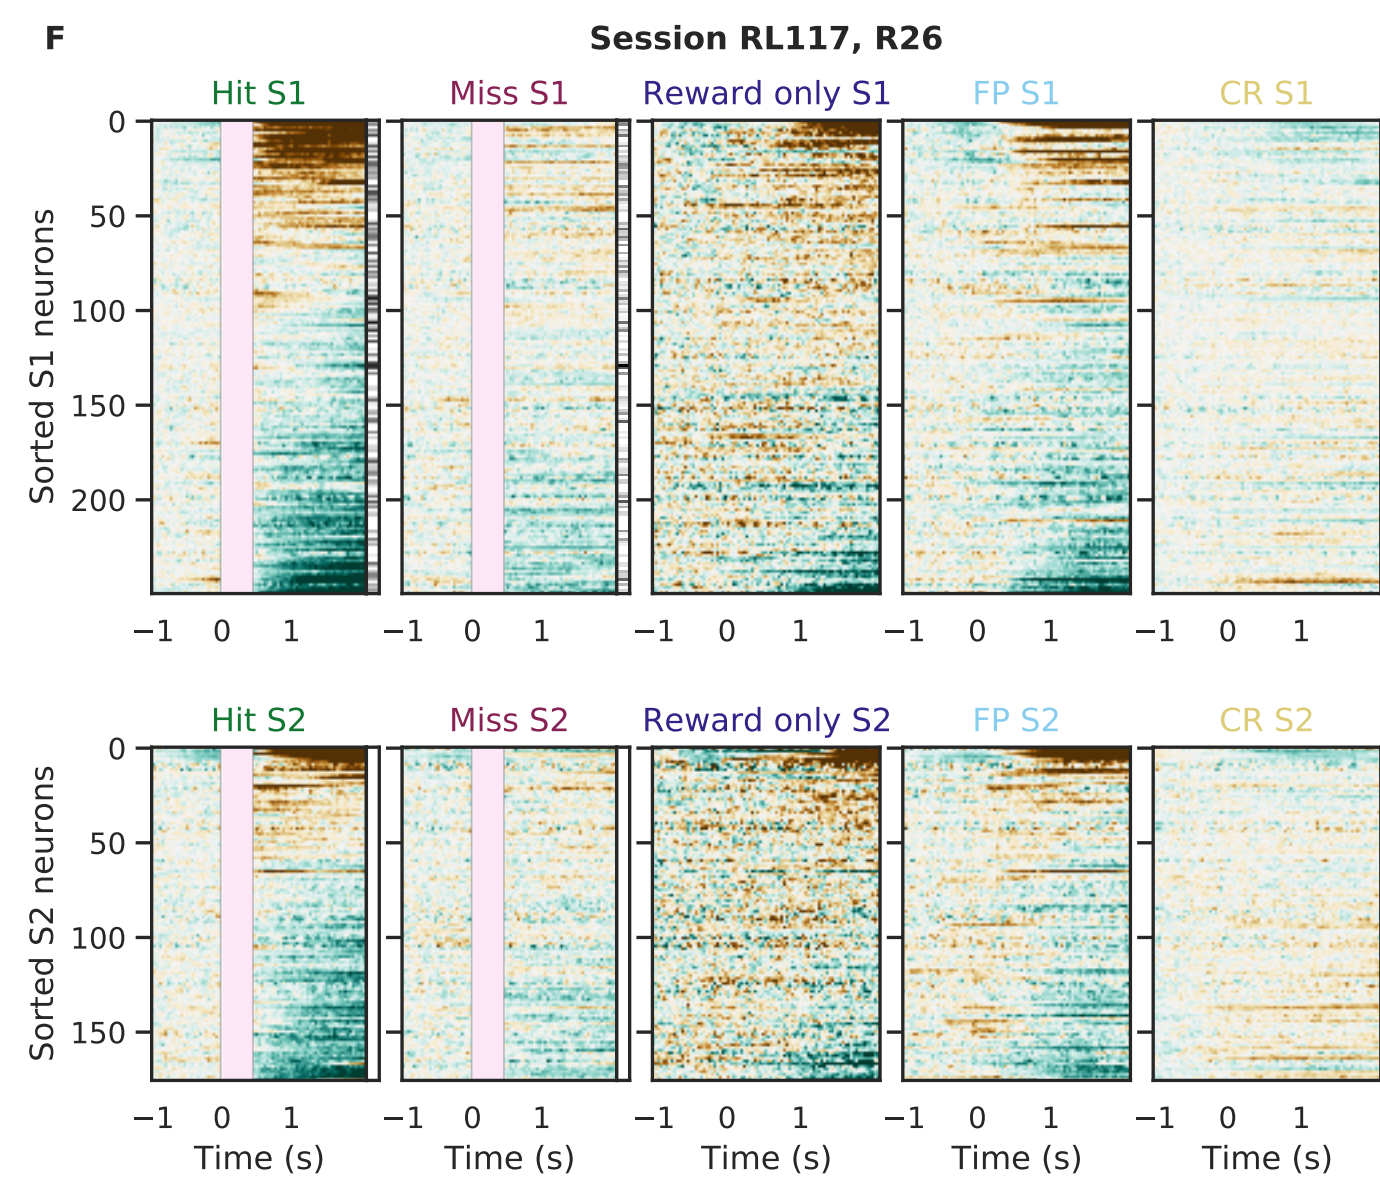 F
Session RL117, R26
Hit S1 Miss S1 Reward only S1 FP S1 CR S1
Sorted S1 neurons
0
50
100
150
200
−1 0 1 −1 0 1 −1 0 1 −1 0 1 −1 0 1
Hit S2 Miss S2 Reward only S2 FP S2 CR S2
Sorted S2 neurons
0
50
100
150
−1 0 1 −1 0 1 −1 0 1 −1 0 1 −1 0 1
Time (s) Time (s) Time (s) Time (s) Time (s)